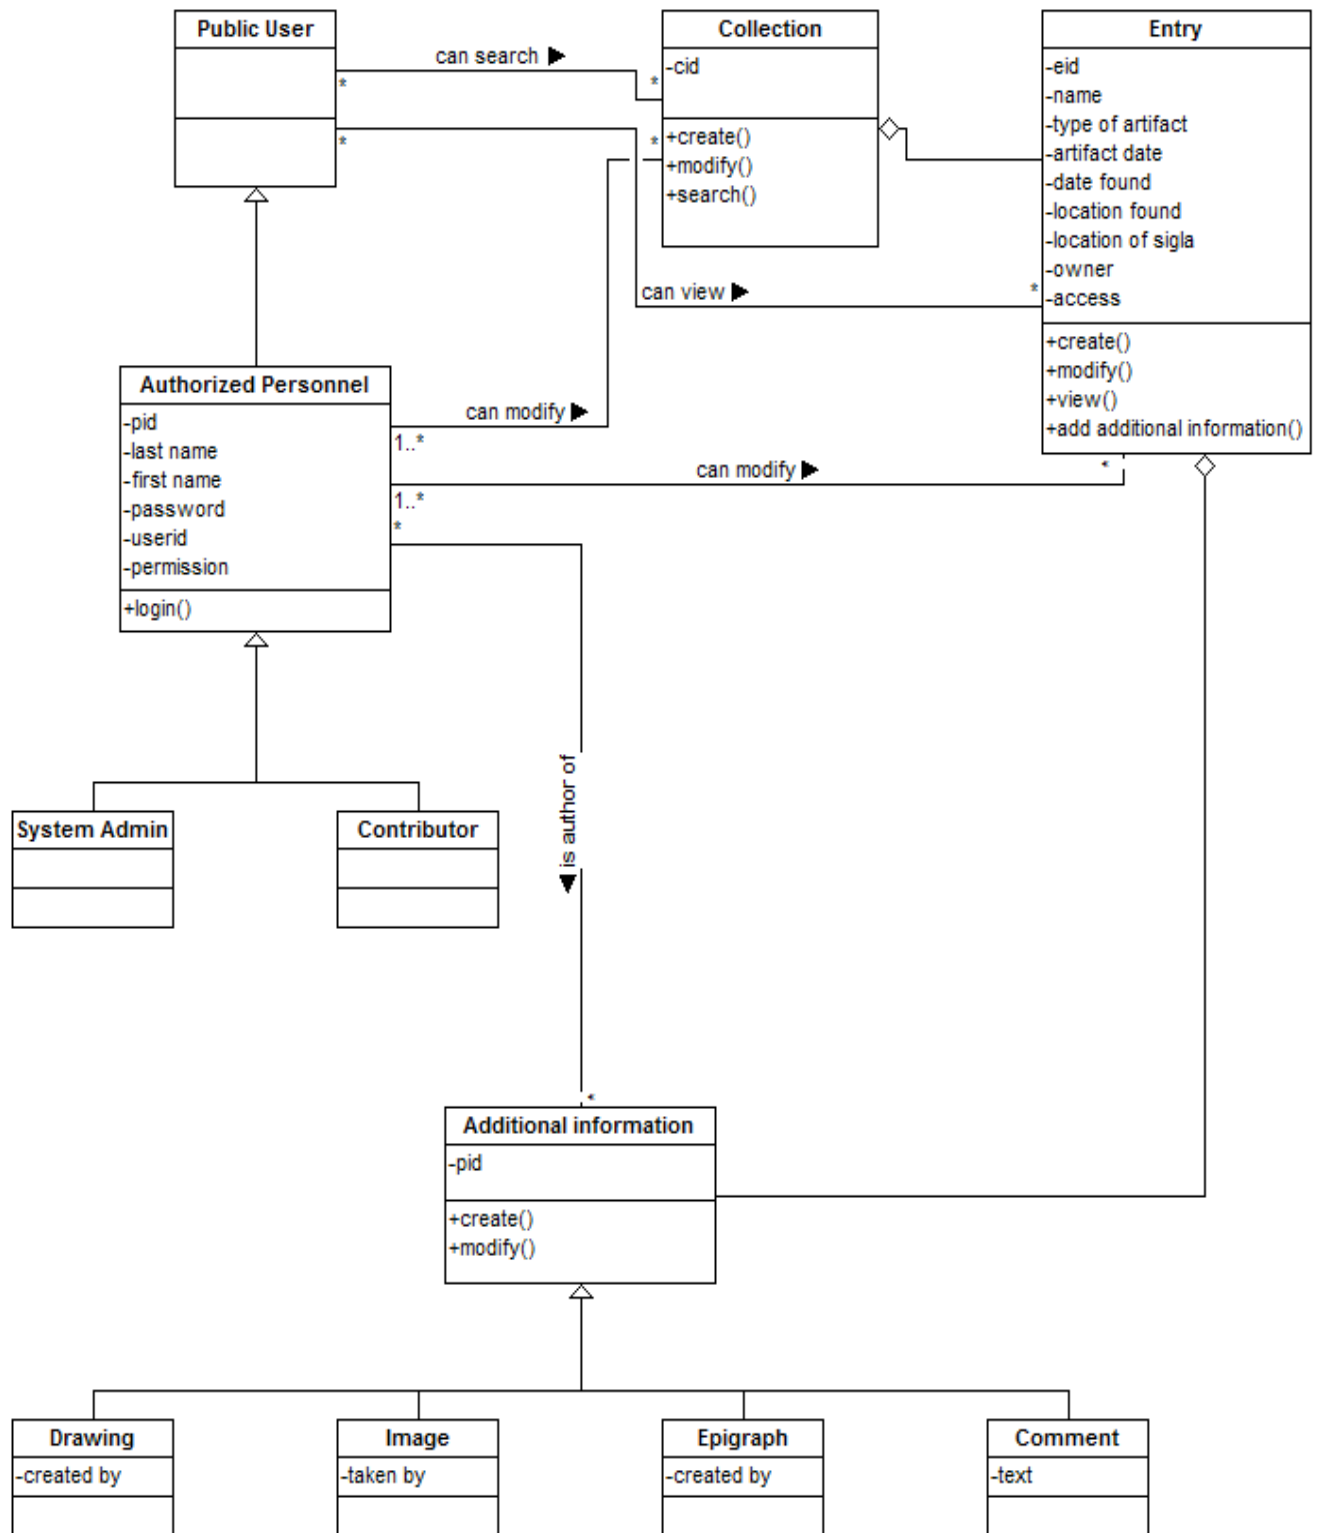 Public User
can search ▶
*
*
*
Collection
-cid
+create()
+modify()
+search()
*
Entry
-eid
-name
-type of artifact
-artifact date
-date found
-location found
-location of sigla
-owner
-access
+create()
+modify()
+view()
+add additional information()
can view ▶
*
Authorized Personnel
-pid
-last name
-first name
-password
-userid
-permission
+login()
can modify ▶
1..*
can modify ▶
1..*
*
*
System Admin
Contributor
◀ is author of
*
Additional information
-pid
+create()
+modify()
Drawing
-created by
Image
-taken by
Epigraph
-created by
Comment
-text